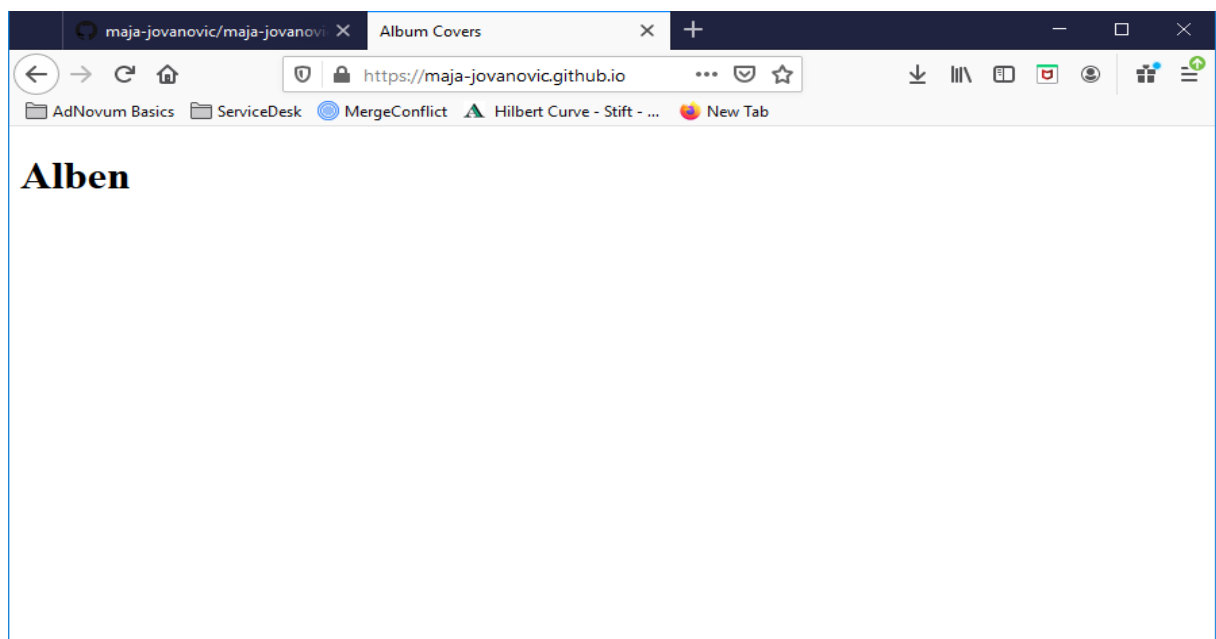 maja-jovanovic/maja-jovanovi
Album Covers
https://maja-jovanovic.github.io
AdNovum Basics
ServiceDesk
MergeConflict
Hilbert Curve - Stift - ...
New Tab
Alben